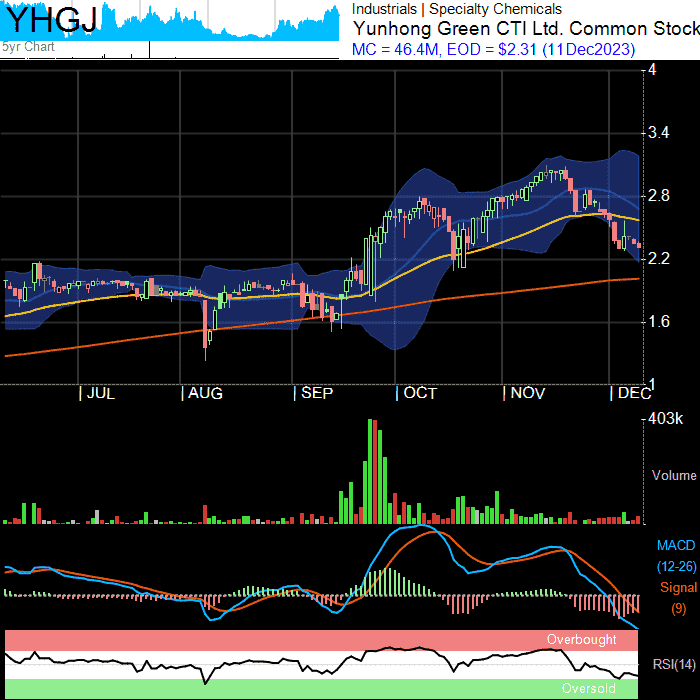 YHGJ
5yr Chart
Industrials | Specialty Chemicals
Yunhong Green CTI Ltd. Common Stock
MC = 46.4M, EOD = $2.31 (11Dec2023)
4
3.4
2.8
2.2
1.6
1
| JUL | AUG | SEP | OCT | NOV | DEC
403k
Volume
MACD
(12-26)
Signal
(9)
Overbought
RSI(14)
Oversold